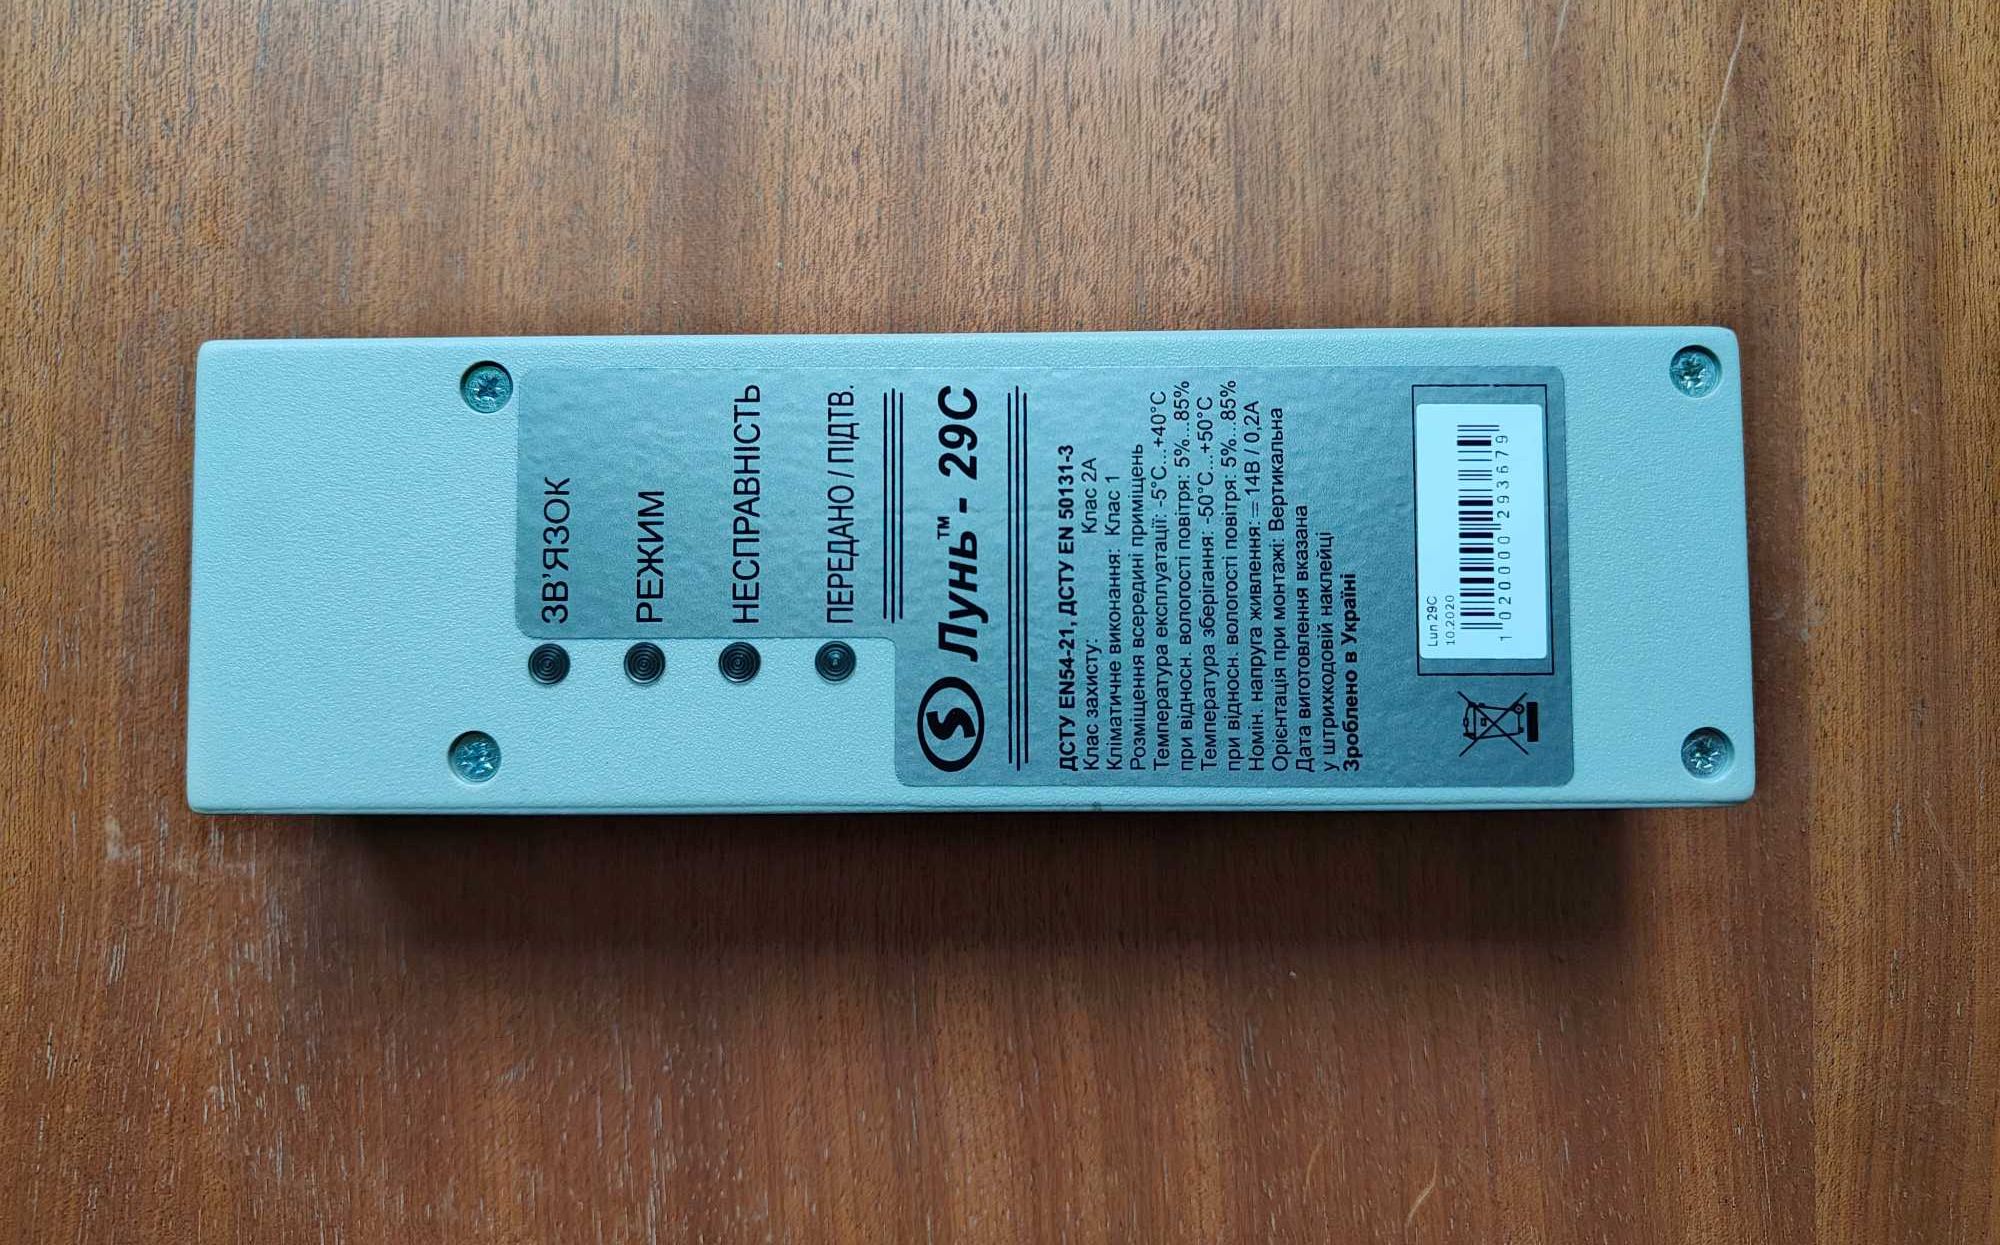 ЗВ'ЯЗОК
РЕЖИМ
НЕСПРАВНІСТЬ
ПЕРЕДАНО / ПІДТВ.
S Лунь™ - 29С
ДСТУ EN54-21, ДСТУ EN 50131-3
Клас захисту: Клас 2А
Кліматичне виконання: Клас 1
Розміщення всередині приміщень
Температура експлуатації: -5°С...+40°С
при відносн. вологості повітря: 5%...85%
Температура зберігання: -50°С...+50°С
при відносн. вологості повітря: 5%...85%
Номін. напруга живлення: ⎓ 14В / 0,2А
Орієнтація при монтажі: Вертикальна
Дата виготовлення вказана
у штрихкодовій наклейці
Зроблено в Україні
Lun 29C
10.2020
1020000293679